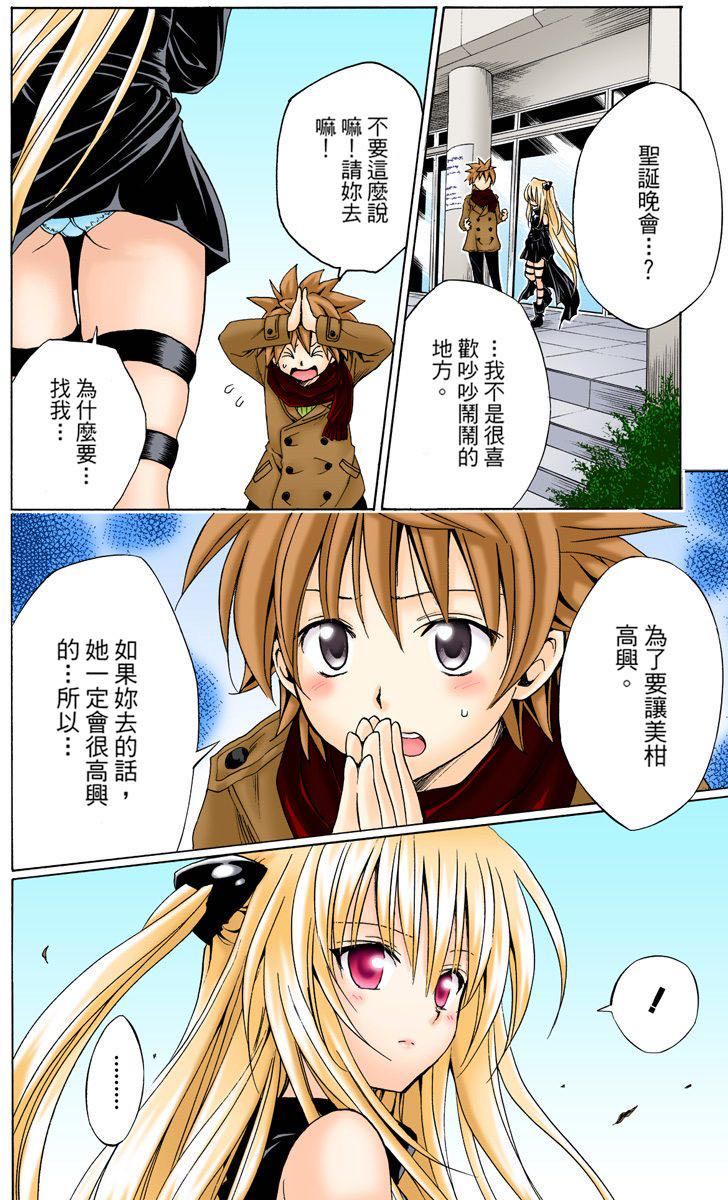 聖誕晚會…?
…我不是很喜
歡吵吵鬧鬧的
地方。
不要這麼說
嘛!請妳去
嘛!
為什麼要…
找我…
為了要讓美柑
高興。
如果妳去的話，
她一定會很高興
的…所以…
!
………